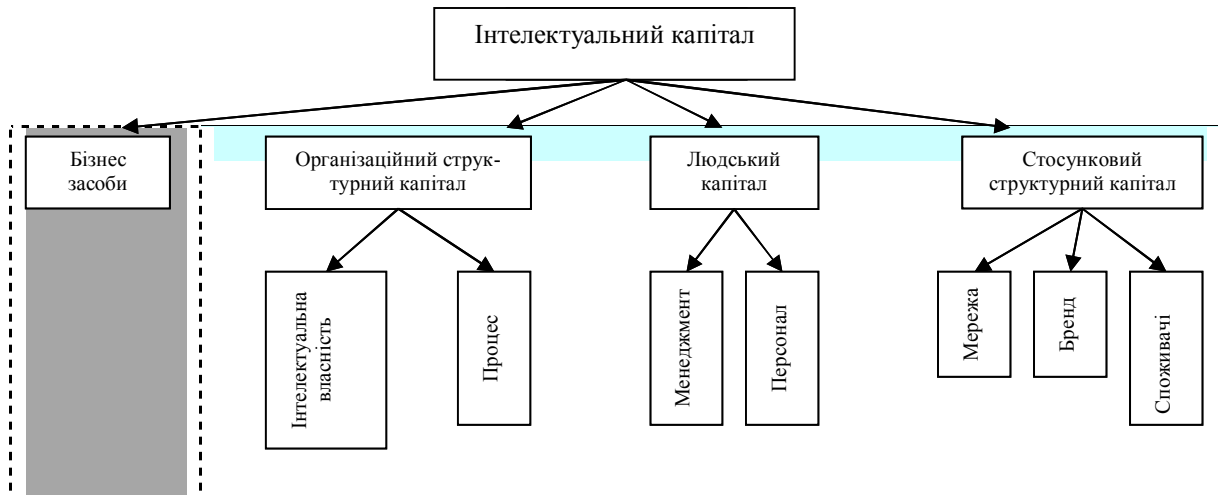 Інтелектуальний капітал
Бізнес
засоби
Організаційний струк-
турний капітал
Людський
капітал
Стосунковий
структурний капітал
Інтелектуальна
власність
Процес
Менеджмент
Персонал
Мережа
Бренд
Споживачі